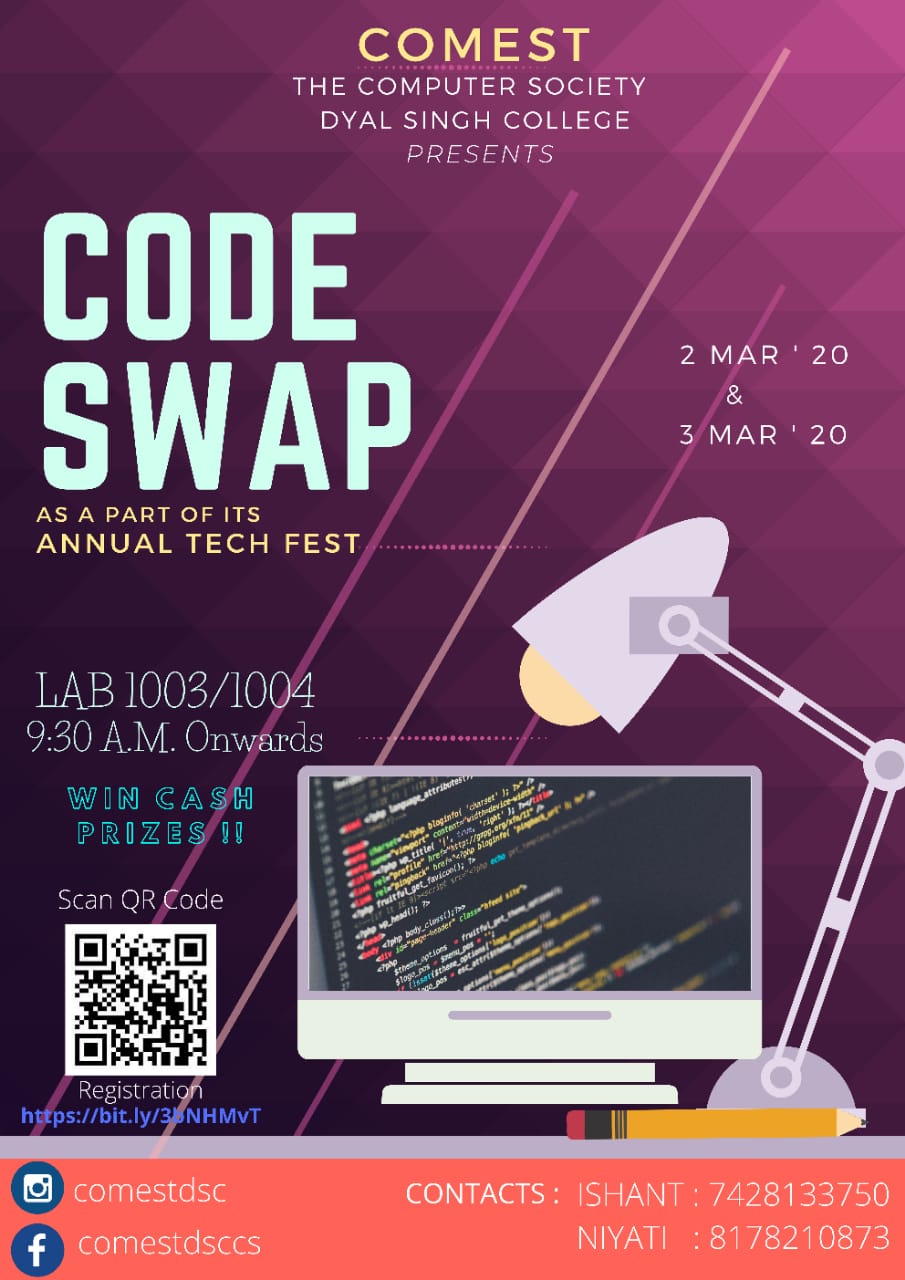 COMEST
THE COMPUTER SOCIETY
DYAL SINGH COLLEGE
PRESENTS
CODE
SWAP
2 MAR ' 20
&
3 MAR ' 20
AS A PART OF ITS
ANNUAL TECH FEST
LAB 1003/1004
9:30 A.M. Onwards
WIN CASH
PRIZES !!
Scan QR Code
Registration
https://bit.ly/3bNHMvT
comestdsc
comestdsccs
CONTACTS : ISHANT : 7428133750
NIYATI : 8178210873